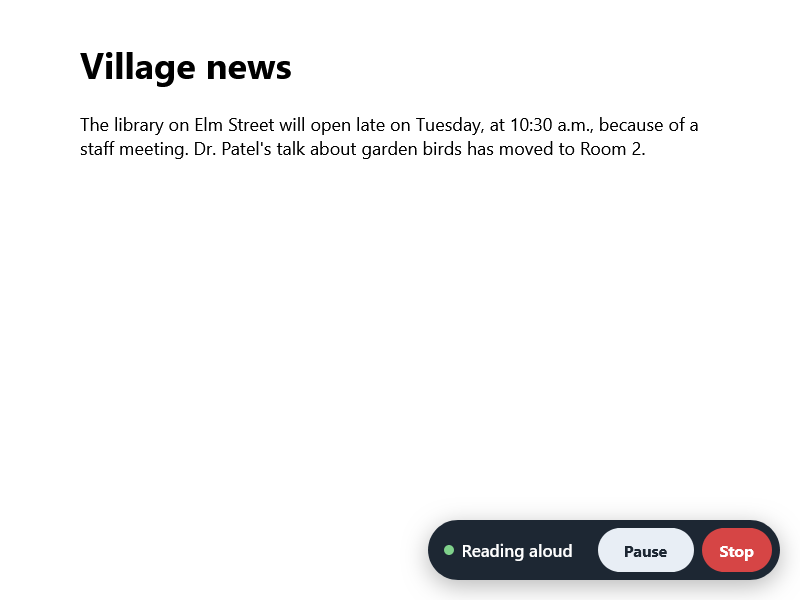 Village news
The library on Elm Street will open late on Tuesday, at 10:30 a.m., because of a
staff meeting. Dr. Patel's talk about garden birds has moved to Room 2.
Reading aloud
Pause
Stop